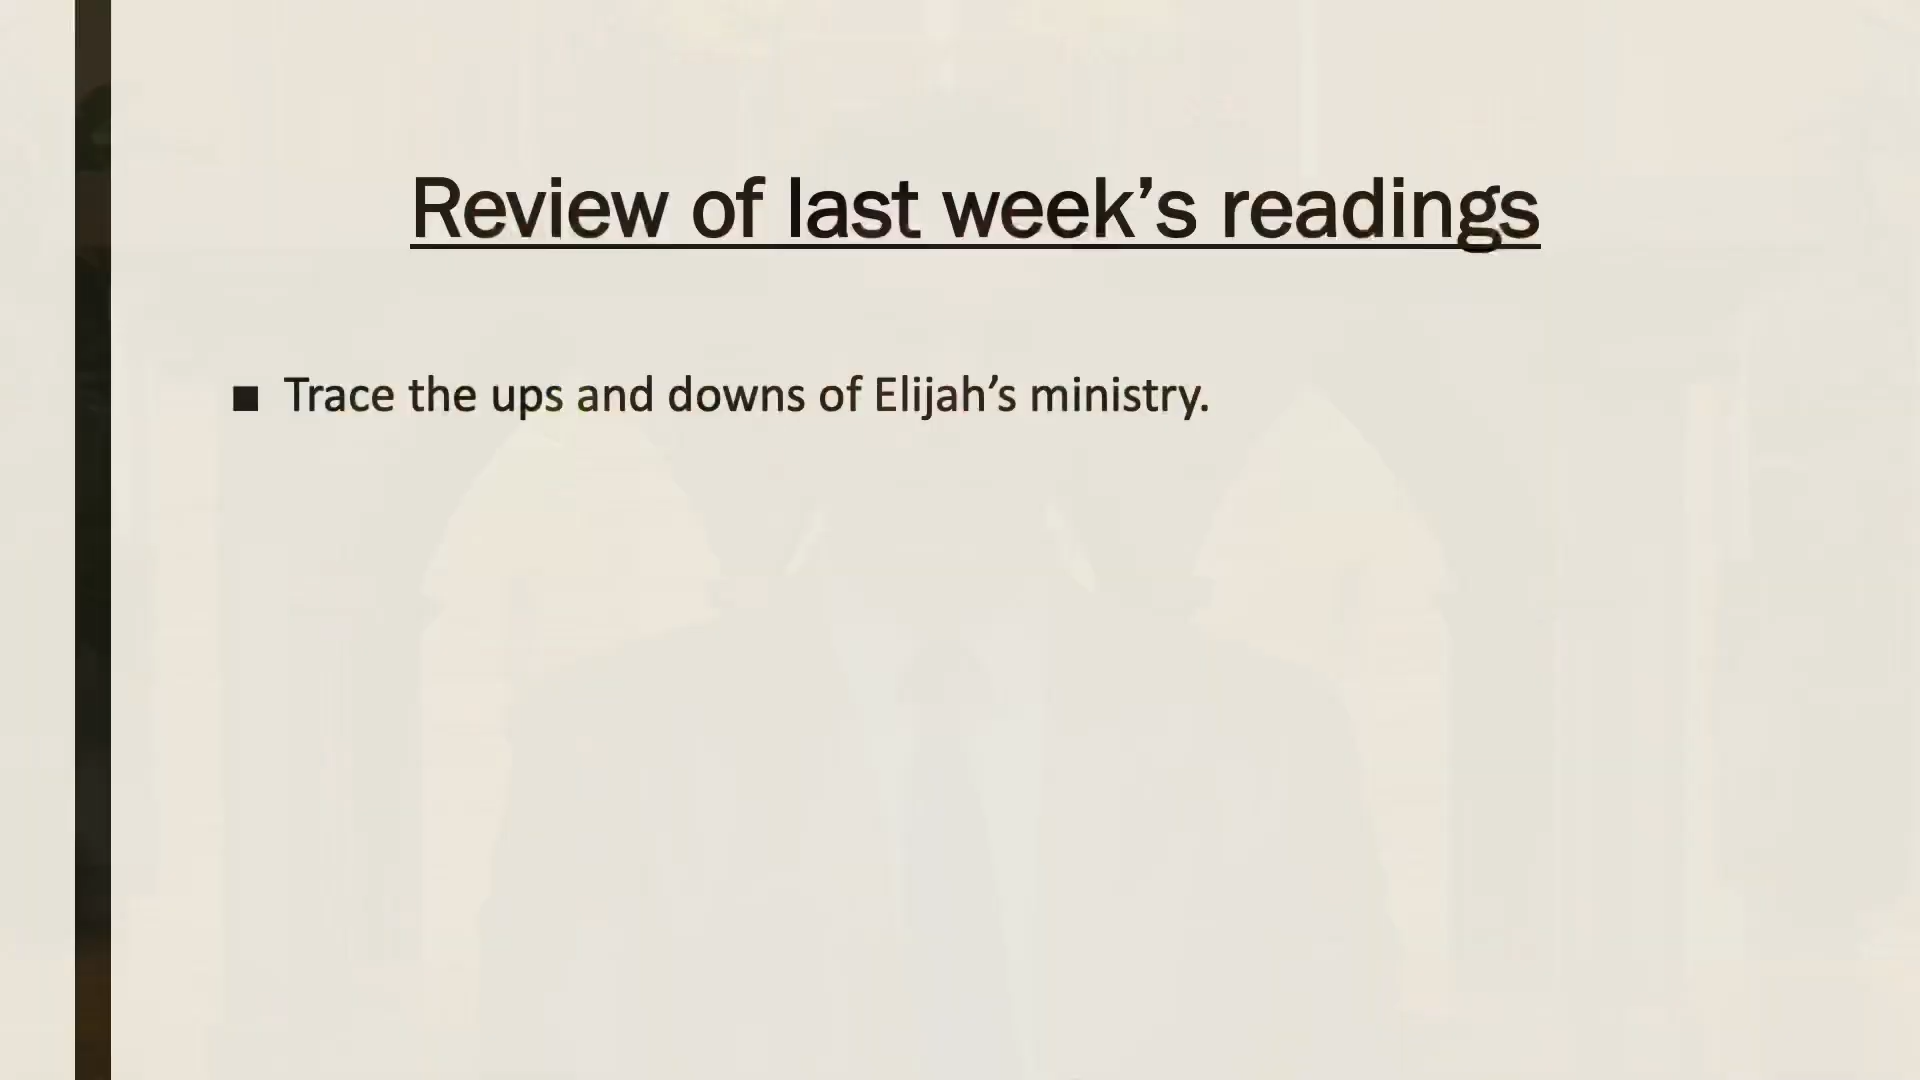 Review of last week’s readings
■ Trace the ups and downs of Elijah’s ministry.